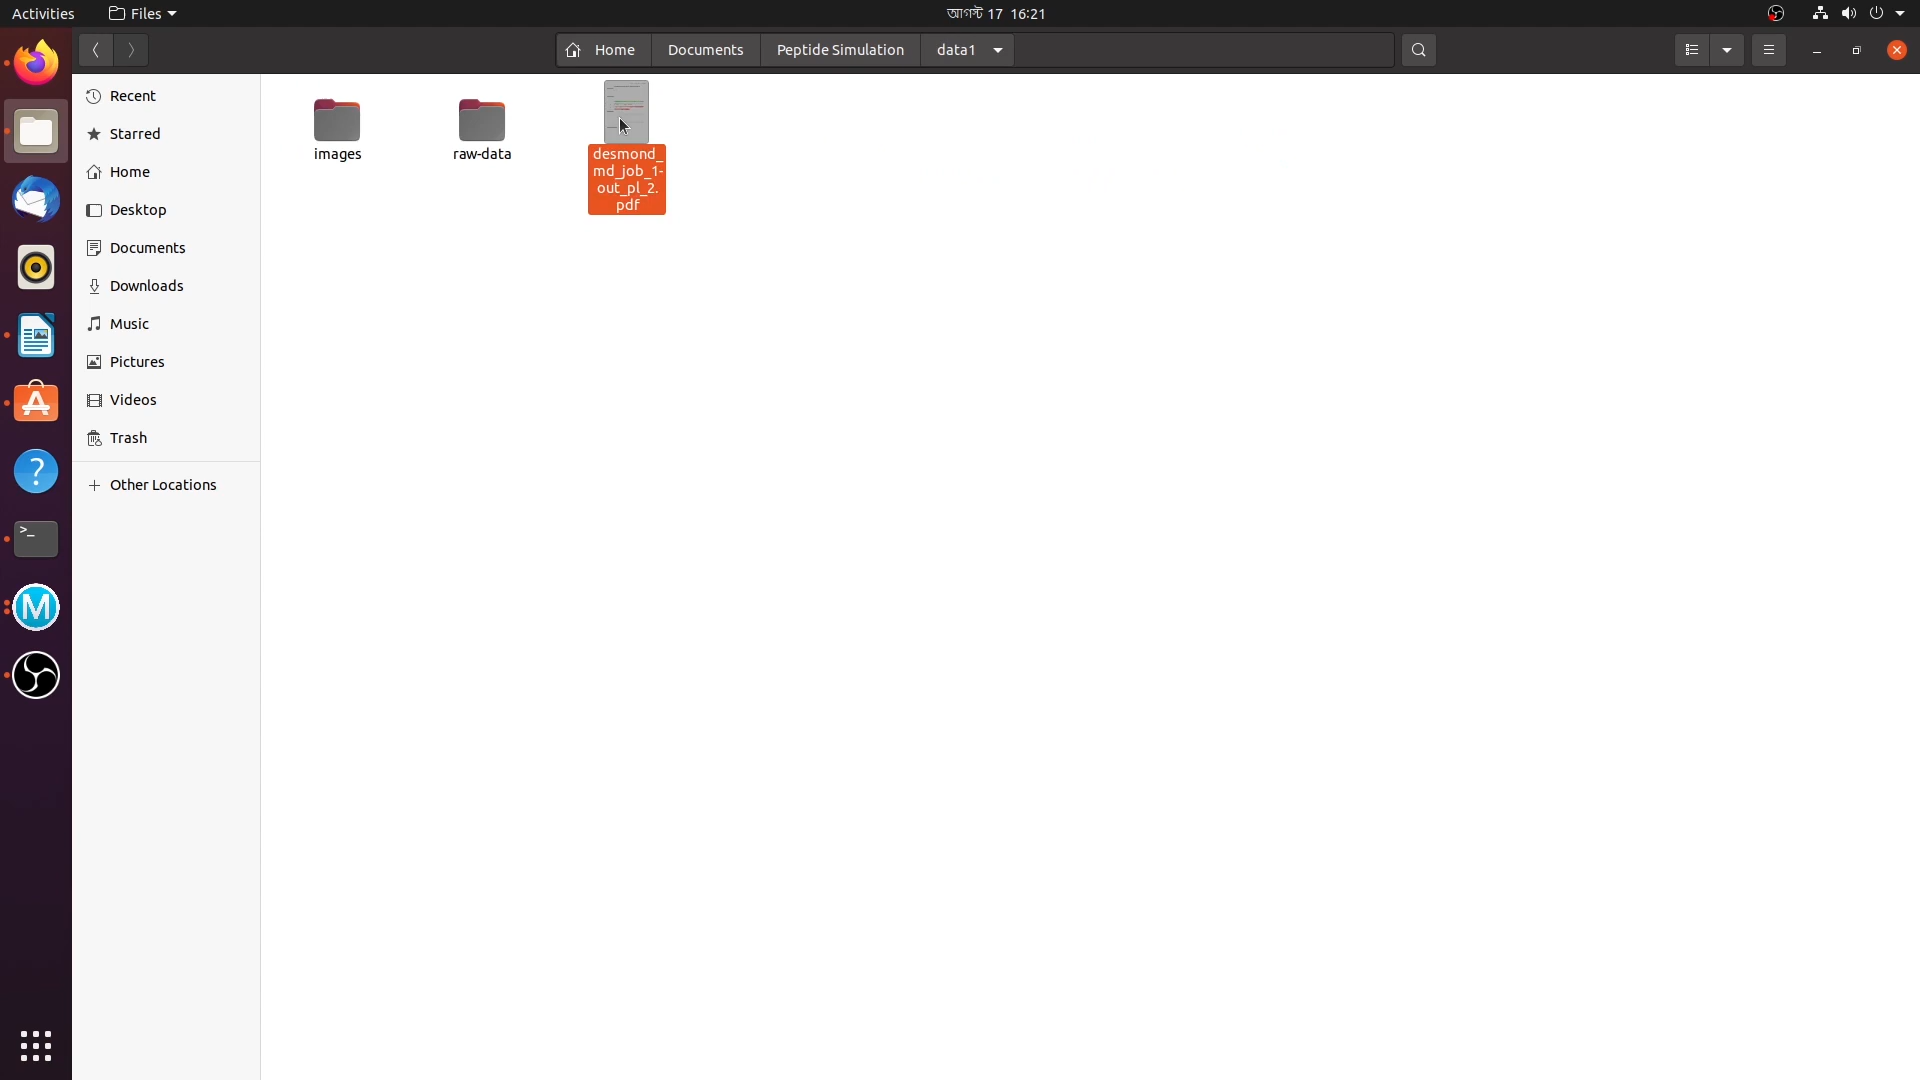 Activities Files আগস্ট 17 16:21
Home Documents Peptide Simulation data1
Recent
Starred
Home
Desktop
Documents
Downloads
Music
Pictures
Videos
Trash
Other Locations
images
raw-data
desmond_
md_job_1-
out_pl_2.
pdf